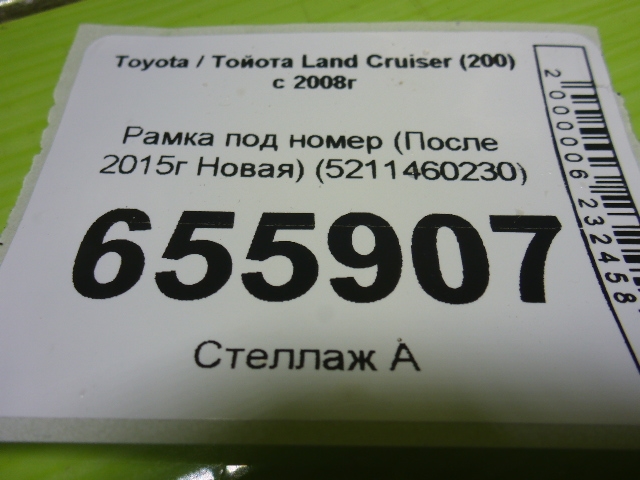 Toyota / Тойота Land Cruiser (200)
с 2008г
Рамка под номер (После
2015г Новая) (5211460230)
655907
Стеллаж А
2000006232458